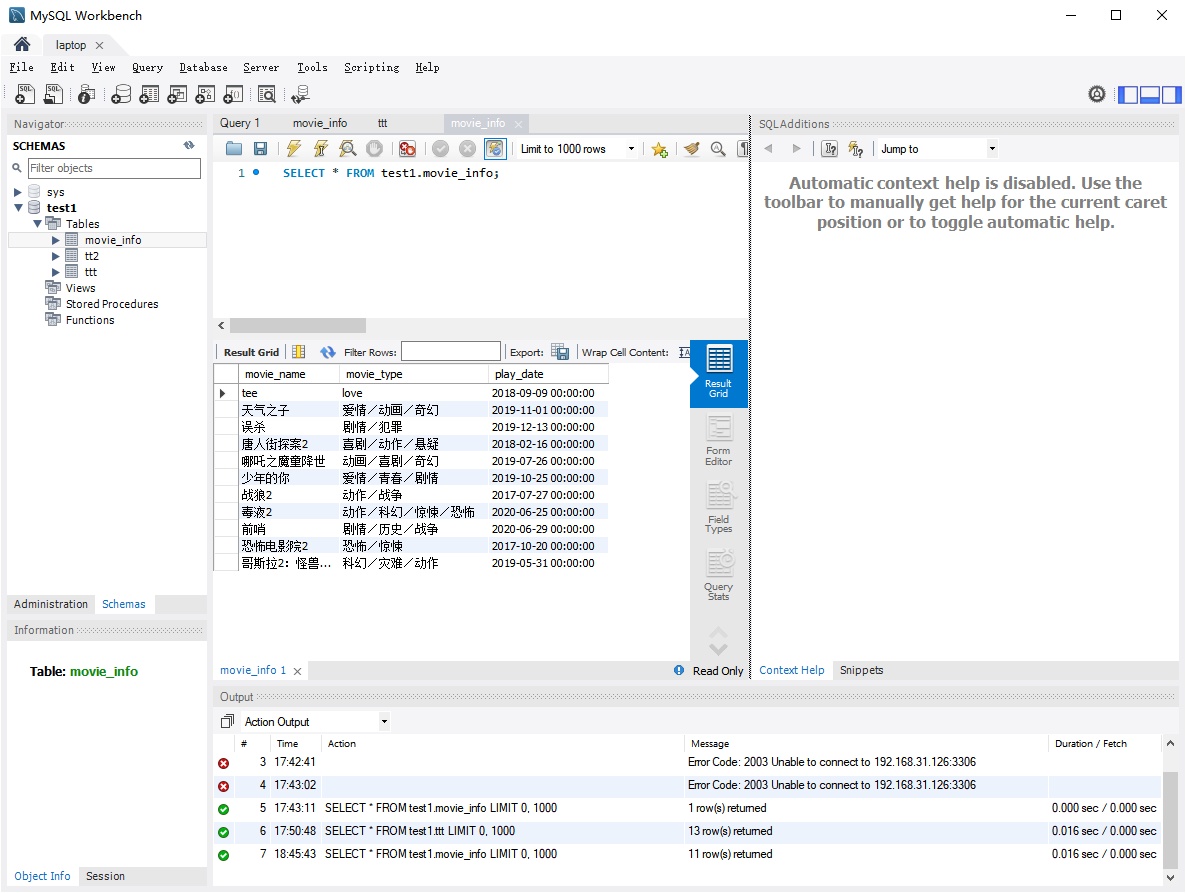 MySQL Workbench
laptop
File Edit View Query Database Server Tools Scripting Help
Navigator
SCHEMAS
Filter objects
sys
test1
Tables
movie_info
tt2
ttt
Views
Stored Procedures
Functions
Administration Schemas
Information
Table: movie_info
Object Info Session
Query 1 movie_info ttt movie_info
Limit to 1000 rows
1 SELECT * FROM test1.movie_info;
Result Grid Filter Rows: Export: Wrap Cell Content:
movie_name movie_type play_date
tee love 2018-09-09 00:00:00
天气之子 爱情／动画／奇幻 2019-11-01 00:00:00
误杀 剧情／犯罪 2019-12-13 00:00:00
唐人街探案2 喜剧／动作／悬疑 2018-02-16 00:00:00
哪吒之魔童降世 动画／喜剧／奇幻 2019-07-26 00:00:00
少年的你 爱情／青春／剧情 2019-10-25 00:00:00
战狼2 动作／战争 2017-07-27 00:00:00
毒液2 动作／科幻／惊悚／恐怖 2020-06-25 00:00:00
前哨 剧情／历史／战争 2020-06-29 00:00:00
恐怖电影院2 恐怖／惊悚 2017-10-20 00:00:00
哥斯拉2：怪兽... 科幻／灾难／动作 2019-05-31 00:00:00
Result
Grid
Form
Editor
Field
Types
Query
Stats
movie_info 1 Read Only
SQLAdditions
Jump to
Automatic context help is disabled. Use the
toolbar to manually get help for the current caret
position or to toggle automatic help.
Context Help Snippets
Output
Action Output
# Time Action Message Duration / Fetch
3 17:42:41 Error Code: 2003 Unable to connect to 192.168.31.126:3306
4 17:43:02 Error Code: 2003 Unable to connect to 192.168.31.126:3306
5 17:43:11 SELECT * FROM test1.movie_info LIMIT 0, 1000 1 row(s) returned 0.000 sec / 0.000 sec
6 17:50:48 SELECT * FROM test1.ttt LIMIT 0, 1000 13 row(s) returned 0.016 sec / 0.000 sec
7 18:45:43 SELECT * FROM test1.movie_info LIMIT 0, 1000 11 row(s) returned 0.016 sec / 0.000 sec